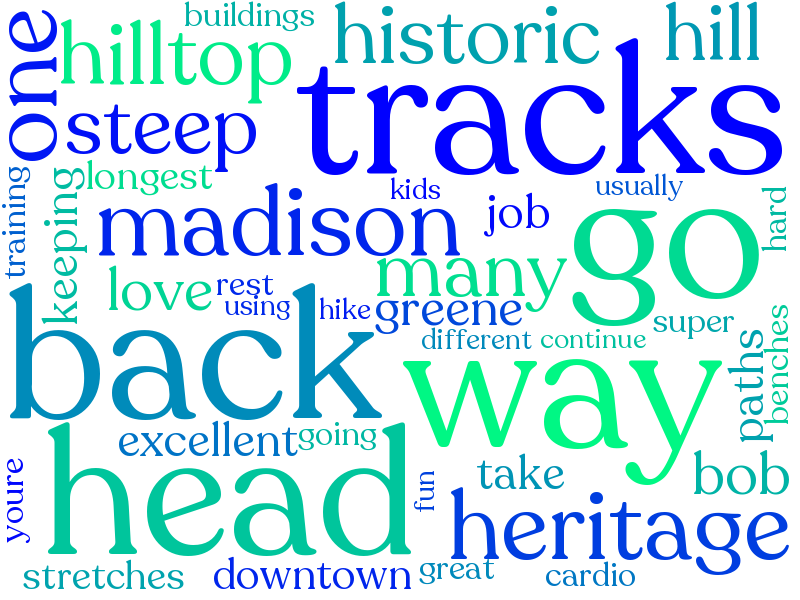 buildings
one
hilltop
historic
hill
steep
tracks
longest
training
keeping
kids
usually
madison
job
go
hard
love
rest
many
using
hike
greene
super
different
continue
benches
back
way
paths
excellent
going
head
youre
fun
take
bob
heritage
stretches
downtown
great
cardio